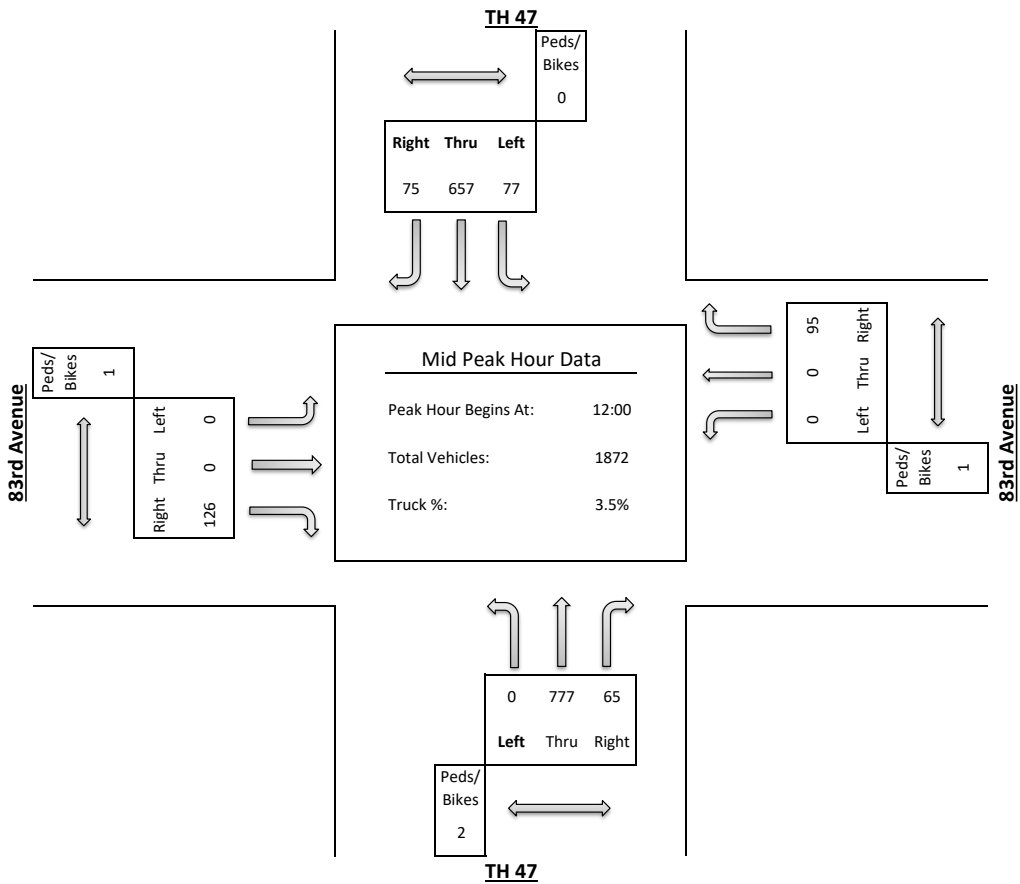 TH 47
Peds/
Bikes
0
Right Thru Left
75 657 77
83rd Avenue
Peds/
Bikes
1
Right Thru Left
126 0 0
Mid Peak Hour Data
Peak Hour Begins At: 12:00
Total Vehicles: 1872
Truck %: 3.5%
0 0 95
Left Thru Right
Peds/
Bikes
1
83rd Avenue
0 777 65
Left Thru Right
Peds/
Bikes
2
TH 47